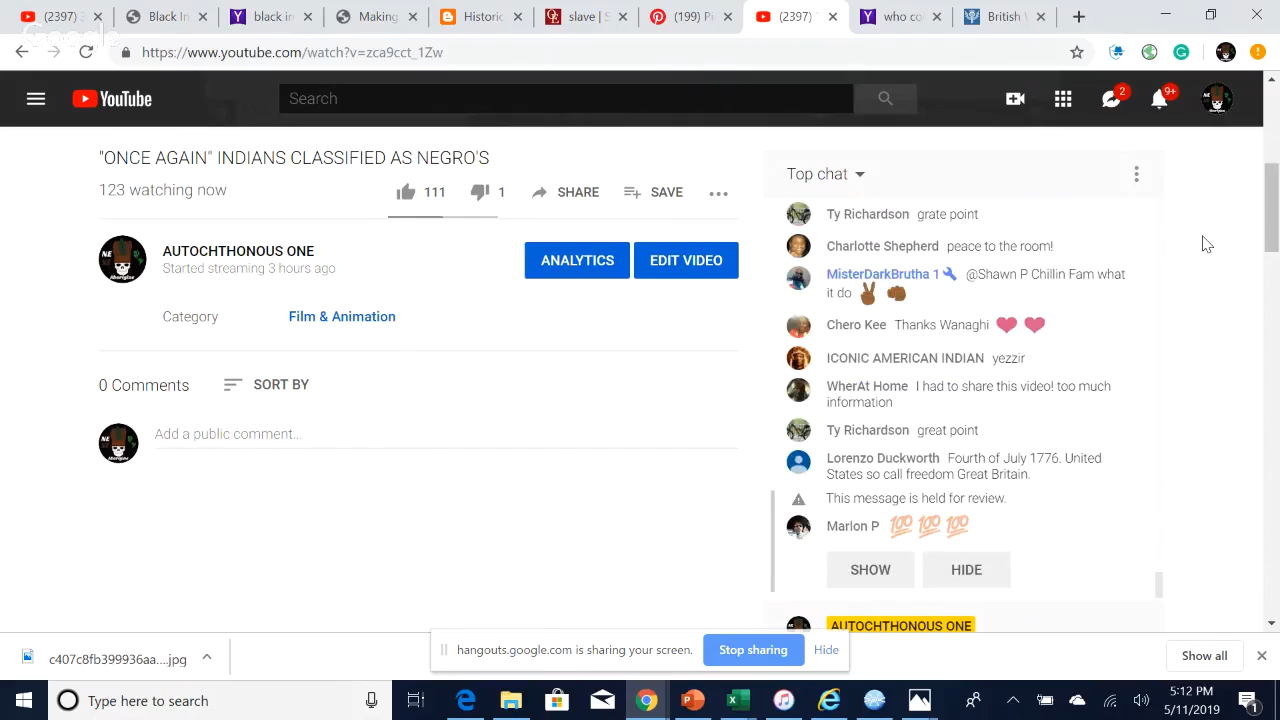 (2397)
black in
Making
Historic
slave | S
(199)
(2397)
who co
British V
https://www.youtube.com/watch?v=zca9cct_1Zw
YouTube
Search
2
9+
"ONCE AGAIN" INDIANS CLASSIFIED AS NEGRO'S
123 watching now
111
1
SHARE
SAVE
AUTOCHTHONOUS ONE
Started streaming 3 hours ago
ANALYTICS
EDIT VIDEO
Category
Film & Animation
0 Comments
SORT BY
NE
Add a public comment...
Top chat
Ty Richardson grate point
Charlotte Shepherd peace to the room!
MisterDarkBrutha 1 @Shawn P Chillin Fam what
it do
Chero Kee Thanks Wanaghi
ICONIC AMERICAN INDIAN yezzir
WherAt Home I had to share this video! too much
information
Ty Richardson great point
Lorenzo Duckworth Fourth of July 1776. United
States so call freedom Great Britain.
This message is held for review.
Marion P 💯 💯 💯
SHOW
HIDE
AUTOCHTHONOUS ONE
c407c8fb399936aa....jpg
hangouts.google.com is sharing your screen.
Stop sharing
Hide
Show all
Type here to search
5:12 PM
5/11/2019
1